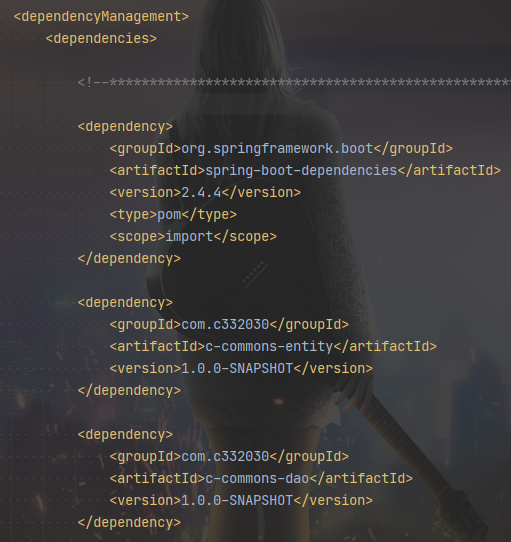 <dependencyManagement>
<dependencies>
<!--******************************************************
<dependency>
<groupId>org.springframework.boot</groupId>
<artifactId>spring-boot-dependencies</artifactId>
<version>2.4.4</version>
<type>pom</type>
<scope>import</scope>
</dependency>
<dependency>
<groupId>com.c332030</groupId>
<artifactId>c-commons-entity</artifactId>
<version>1.0.0-SNAPSHOT</version>
</dependency>
<dependency>
<groupId>com.c332030</groupId>
<artifactId>c-commons-dao</artifactId>
<version>1.0.0-SNAPSHOT</version>
</dependency>